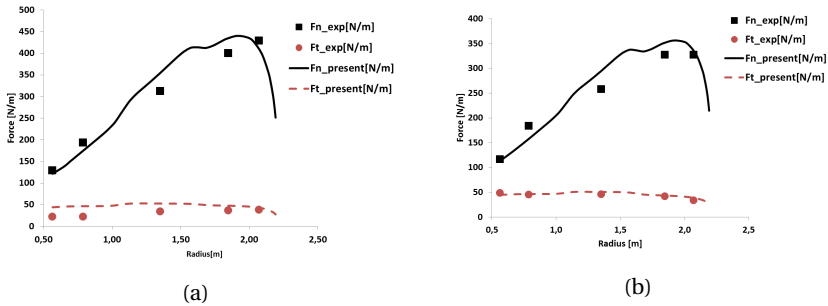 500
450
400
350
300
250
200
150
100
50
0
Force [N/m]
0,50 1,00 1,50 2,00 2,50
Radius[m]
Fn_exp[N/m]
Ft_exp[N/m]
Fn_present[N/m]
Ft_present[N/m]
(a)
400
350
300
250
200
150
100
50
0
Force [N/m]
0,5 1,0 1,5 2,0 2,5
Radius [m]
Fn_exp[N/m]
Ft_exp[N/m]
Fn_present[N/m]
Ft_present[N/m]
(b)